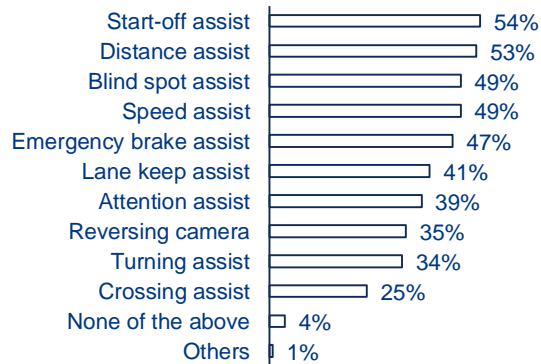 Start-off assist 54%
Distance assist 53%
Blind spot assist 49%
Speed assist 49%
Emergency brake assist 47%
Lane keep assist 41%
Attention assist 39%
Reversing camera 35%
Turning assist 34%
Crossing assist 25%
None of the above 4%
Others 1%